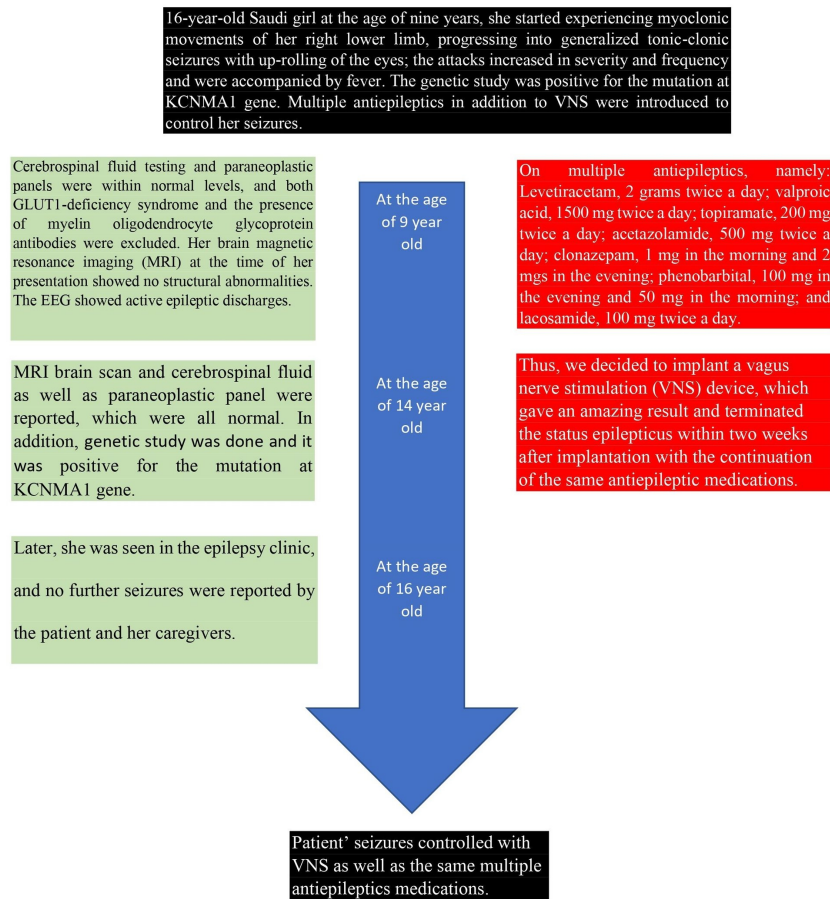 16-year-old Saudi girl at the age of nine years, she started experiencing myoclonic
movements of her right lower limb, progressing into generalized tonic-clonic
seizures with up-rolling of the eyes; the attacks increased in severity and frequency
and were accompanied by fever. The genetic study was positive for the mutation at
KCNMA1 gene. Multiple antiepileptics in addition to VNS were introduced to
control her seizures.
Cerebrospinal fluid testing and paraneoplastic
panels were within normal levels, and both
GLUT1-deficiency syndrome and the presence
of myelin oligodendrocyte glycoprotein
antibodies were excluded. Her brain magnetic
resonance imaging (MRI) at the time of her
presentation showed no structural abnormalities.
The EEG showed active epileptic discharges.
At the age
of 9 year
old
On multiple antiepileptics, namely:
Levetiracetam, 2 grams twice a day; valproic
acid, 1500 mg twice a day; topiramate, 200 mg
twice a day; acetazolamide, 500 mg twice a
day; clonazepam, 1 mg in the morning and 2
mgs in the evening; phenobarbital, 100 mg in
the evening and 50 mg in the morning; and
lacosamide, 100 mg twice a day.
MRI brain scan and cerebrospinal fluid
as well as paraneoplastic panel were
reported, which were all normal. In
addition, genetic study was done and it
was positive for the mutation at
KCNMA1 gene.
At the age
of 14 year
old
Thus, we decided to implant a vagus
nerve stimulation (VNS) device, which
gave an amazing result and terminated
the status epilepticus within two weeks
after implantation with the continuation
of the same antiepileptic medications.
Later, she was seen in the epilepsy clinic,
and no further seizures were reported by
the patient and her caregivers.
At the age
of 16 year
old
Patient' seizures controlled with
VNS as well as the same multiple
antiepileptics medications.